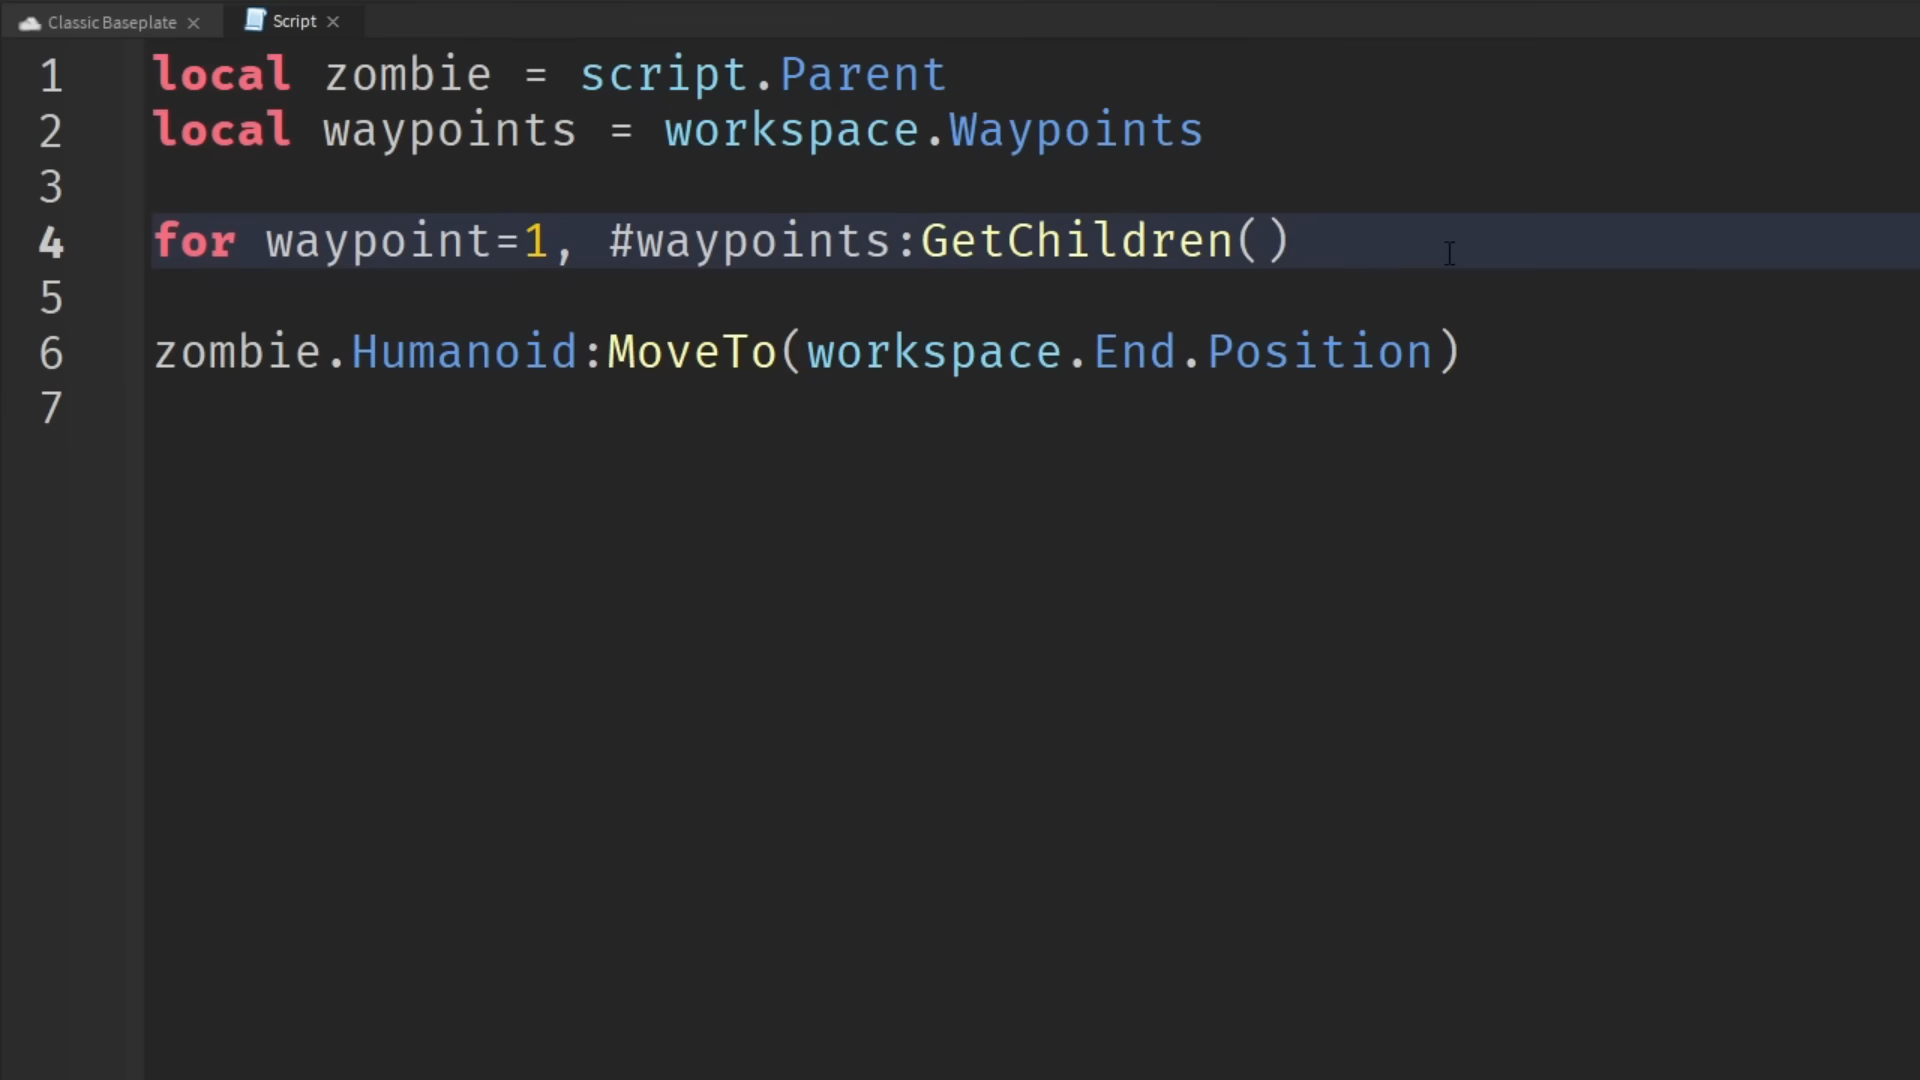 Classic Baseplate
Script
1 local zombie = script.Parent
2 local waypoints = workspace.Waypoints
3
4 for waypoint=1, #waypoints:GetChildren()
5
6 zombie.Humanoid:MoveTo(workspace.End.Position)
7